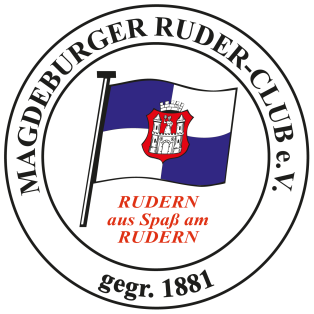 MAGDEBURGER RUDER-CLUB e.V.
RUDERN
aus Spaß am
RUDERN
gegr. 1881